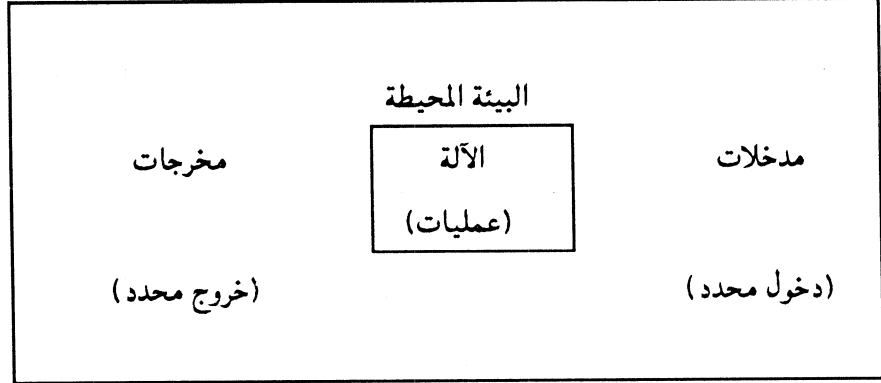 البيئة المحيطة
مدخلات
الآلة
مخرجات
(عمليات)
(دخول محدد)
(خروج محدد)